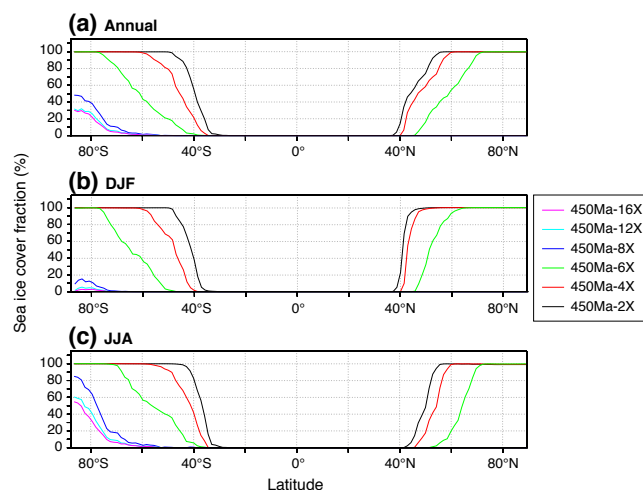 (a) Annual
100
80
60
40
20
0
80°S 40°S 0° 40°N 80°N
(b) DJF
100
80
60
40
20
0
80°S 40°S 0° 40°N 80°N
(c) JJA
100
80
60
40
20
0
80°S 40°S 0° 40°N 80°N
Latitude
Sea ice cover fraction (%)
450Ma-16X
450Ma-12X
450Ma-8X
450Ma-6X
450Ma-4X
450Ma-2X